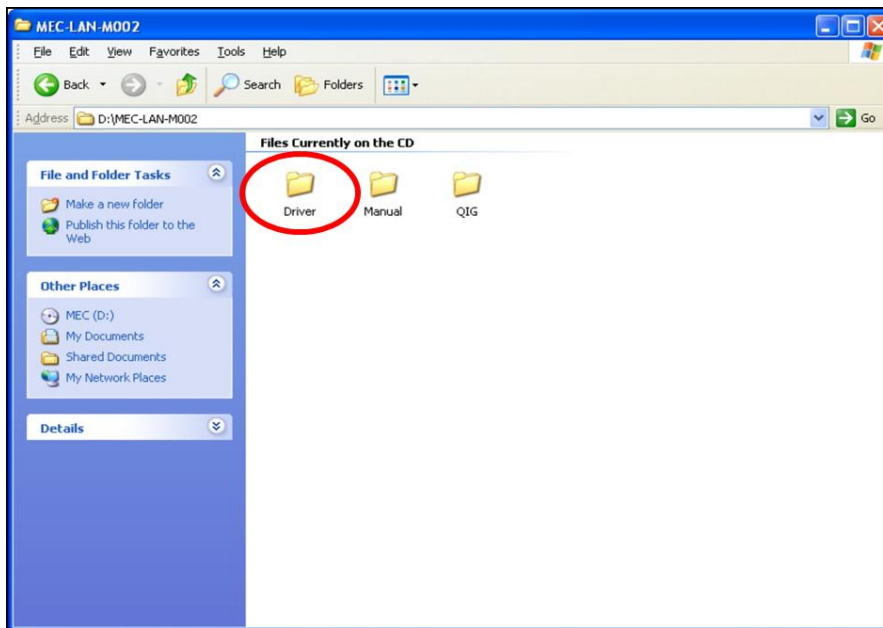 MEC-LAN-M002
File Edit View Favorites Tools Help
Back Search Folders
Address D:\MEC-LAN-M002 Go
Files Currently on the CD
File and Folder Tasks
Make a new folder
Publish this folder to the
Web
Driver Manual QIG
Other Places
MEC (D:)
My Documents
Shared Documents
My Network Places
Details